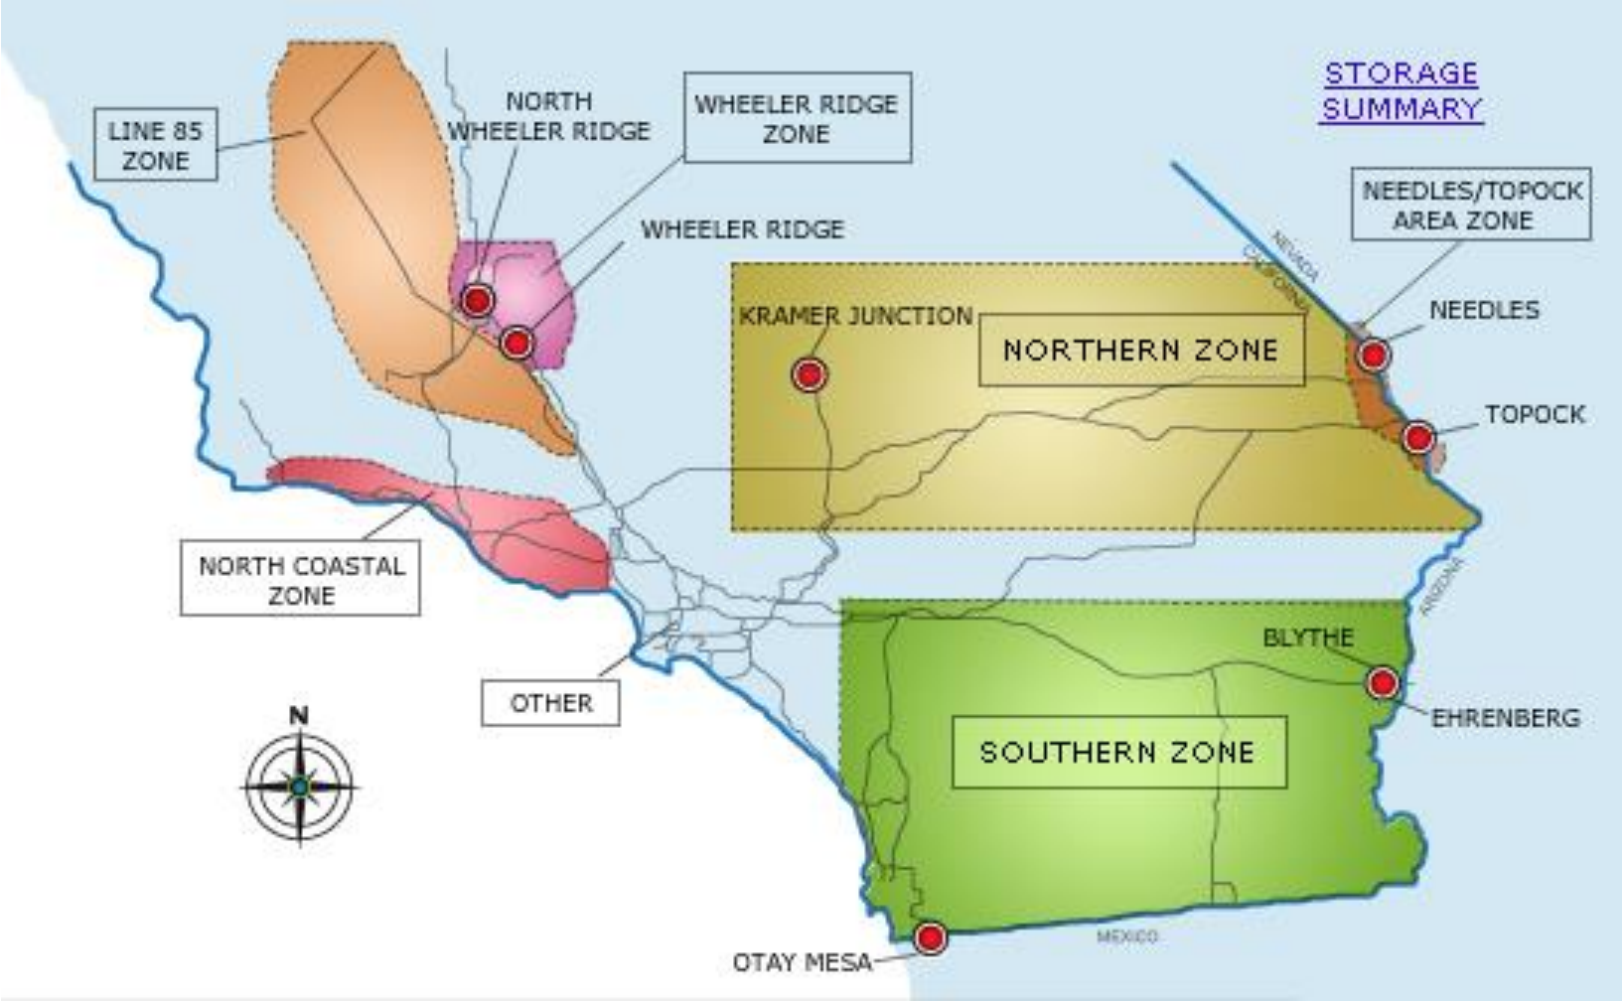 STORAGE
SUMMARY
NORTH
WHEELER RIDGE
WHEELER RIDGE
ZONE
LINE 85
ZONE
NEEDLES/TOPOCK
AREA ZONE
WHEELER RIDGE
NEVADA
CALIFORNIA
NEEDLES
KRAMER JUNCTION
NORTHERN ZONE
TOPOCK
NORTH COASTAL
ZONE
ARIZONA
BLYTHE
OTHER
N
EHRENBERG
SOUTHERN ZONE
MEXICO
OTAY MESA